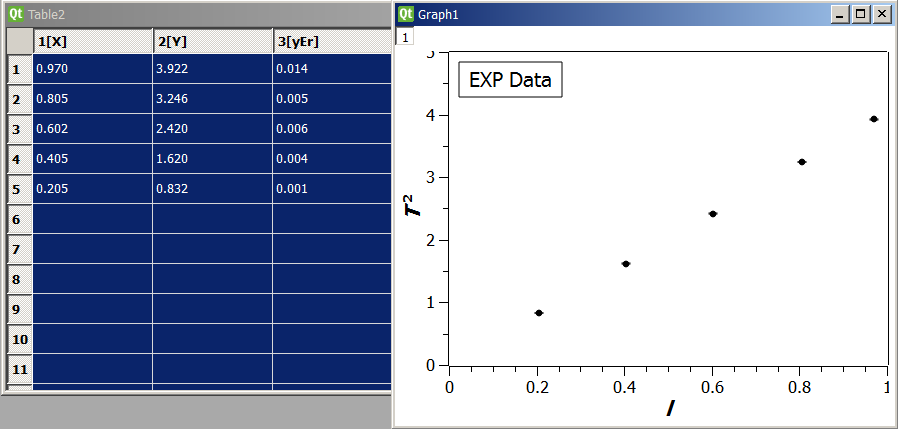 Qt Table2
1[X] 2[Y] 3[yEr]
1 0.970 3.922 0.014
2 0.805 3.246 0.005
3 0.602 2.420 0.006
4 0.405 1.620 0.004
5 0.205 0.832 0.001
6
7
8
9
10
11
Qt Graph1
1
EXP Data
5
4
3
2
1
0
T²
0 0.2 0.4 0.6 0.8 1
l